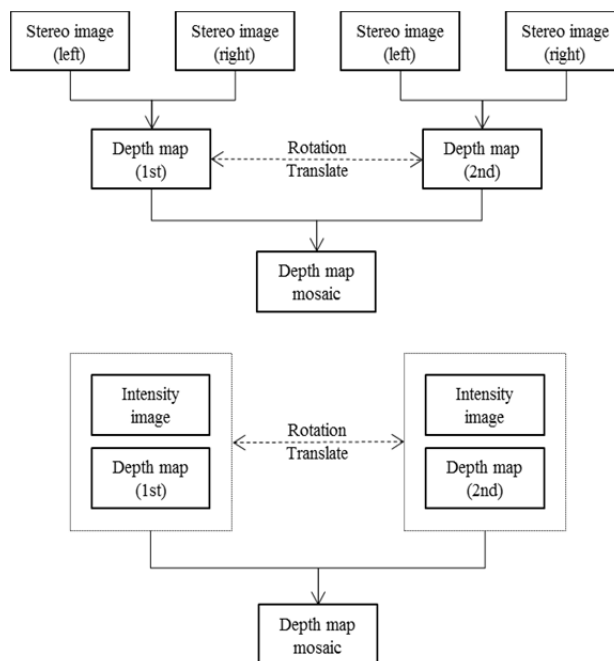 Stereo image
(left)
Stereo image
(right)
Stereo image
(left)
Stereo image
(right)
Depth map
(1st)
Rotation
Translate
Depth map
(2nd)
Depth map
mosaic
Intensity
image
Depth map
(1st)
Rotation
Translate
Intensity
image
Depth map
(2nd)
Depth map
mosaic